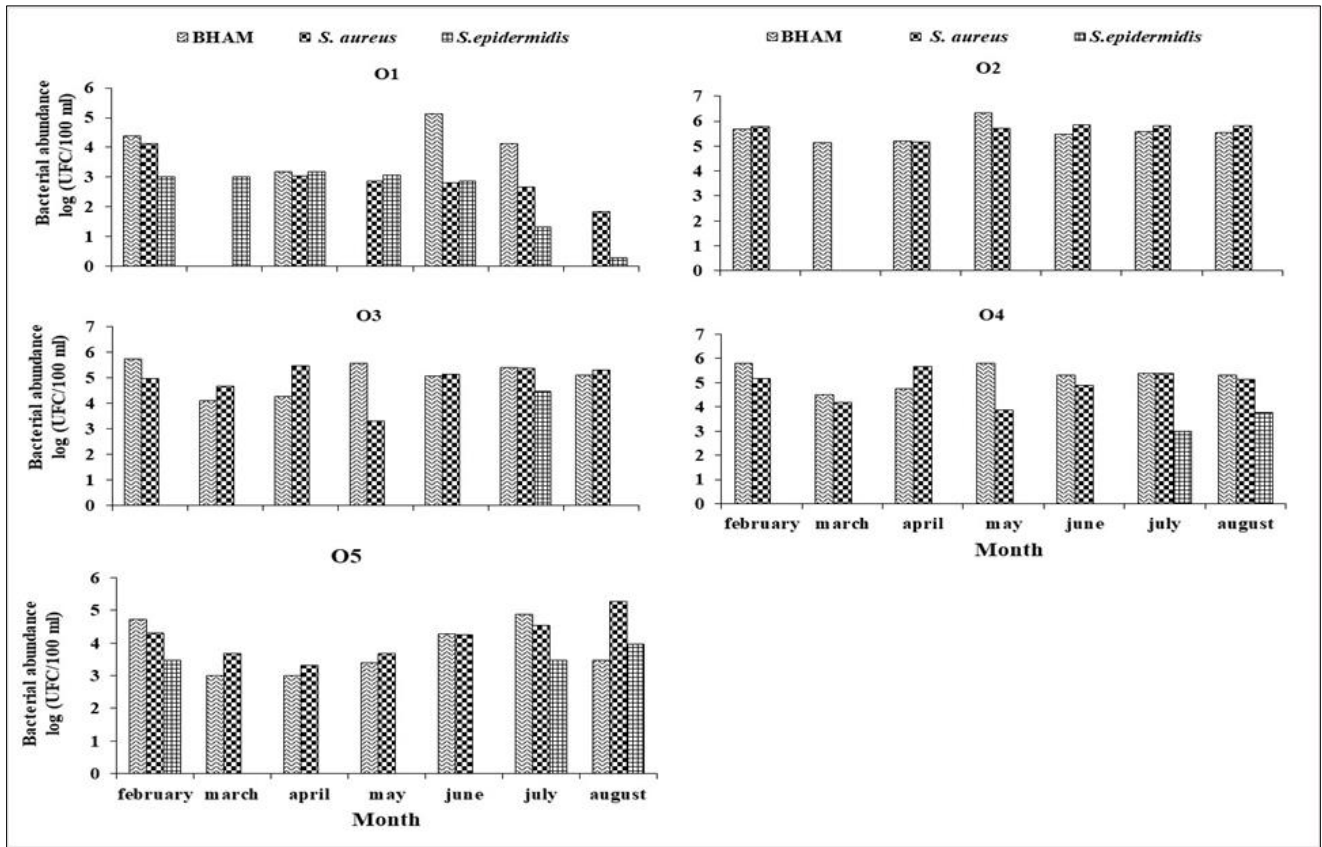 BHAM S. aureus S.epidermidis
O1
Bacterial abundance
log (UFC/100 ml)
6
5
4
3
2
1
0
BHAM S. aureus S.epidermidis
O2
7
6
5
4
3
2
1
0
O3
Bacterial abundance
log (UFC/100 ml)
7
6
5
4
3
2
1
0
O4
7
6
5
4
3
2
1
0
february march april may june july august
Month
O5
Bacterial abundance
log (UFC/100 ml)
6
5
4
3
2
1
0
february march april may june july august
Month